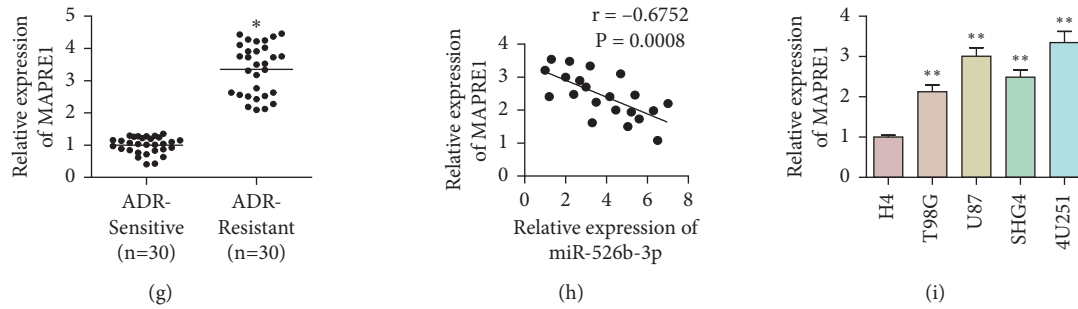 Relative expression
of MAPRE1
5
4
3
2
1
0
*
ADR-
Sensitive
(n=30)
ADR-
Resistant
(n=30)
(g)
r = –0.6752
P = 0.0008
Relative expression
of MAPRE1
4
3
2
1
0
0 2 4 6 8
Relative expression of
miR-526b-3p
(h)
Relative expression
of MAPRE1
4
3
2
1
0
**
**
**
**
H4
T98G
U87
SHG4
4U251
(i)